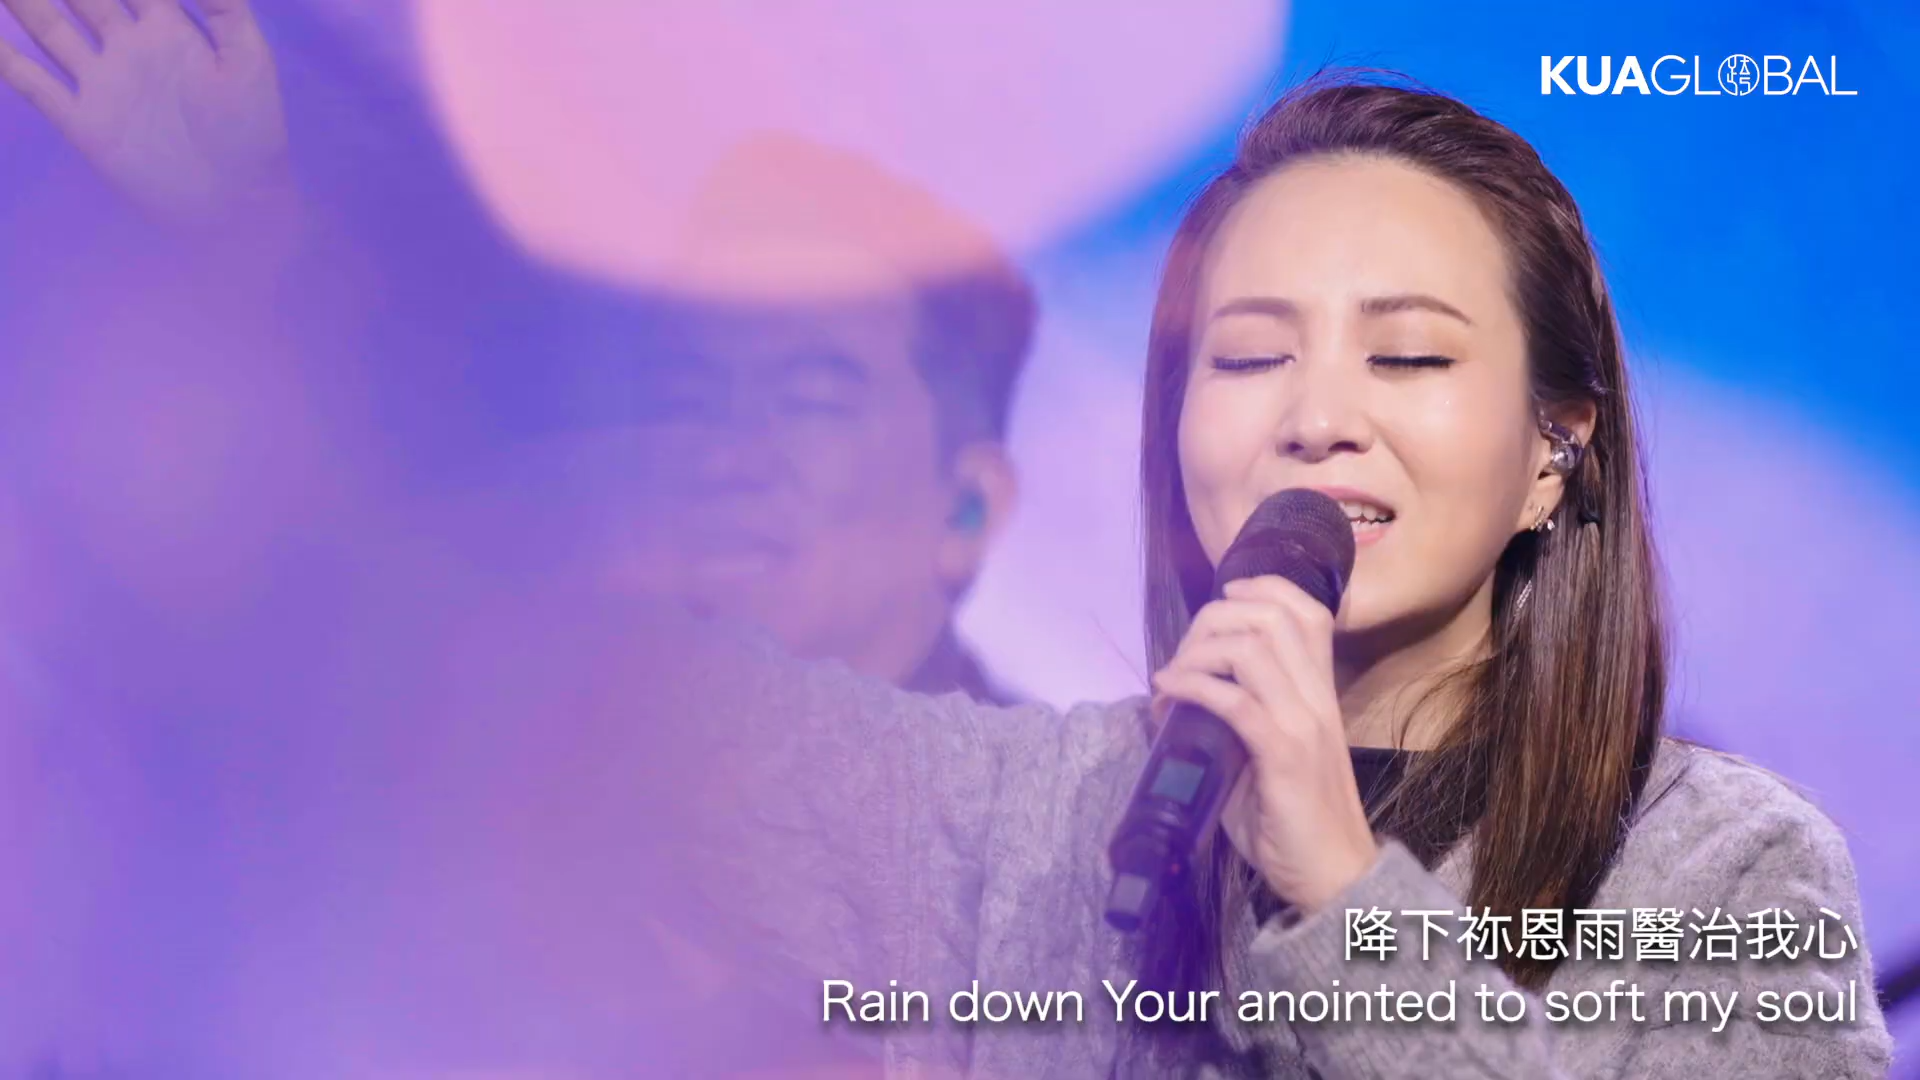 KUAGLOBAL
降下祢恩雨醫治我心
Rain down Your anointed to soft my soul